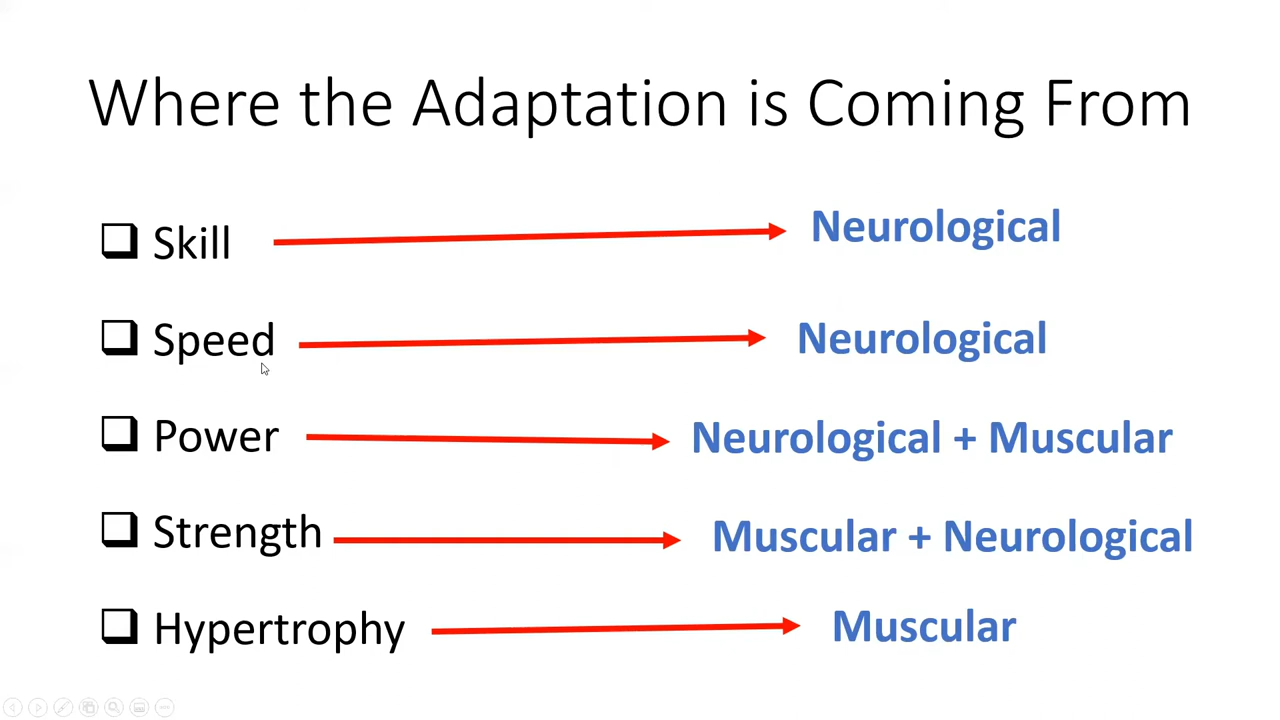 Where the Adaptation is Coming From
Skill Neurological
Speed Neurological
Power Neurological + Muscular
Strength Muscular + Neurological
Hypertrophy Muscular